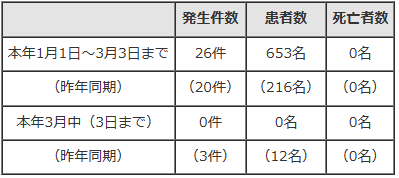 発生件数 患者数 死亡者数
本年1月1日～3月3日まで 26件 653名 0名
（昨年同期） （20件） （216名） （0名）
本年3月中（3日まで） 0件 0名 0名
（昨年同期） （3件） （12名） （0名）